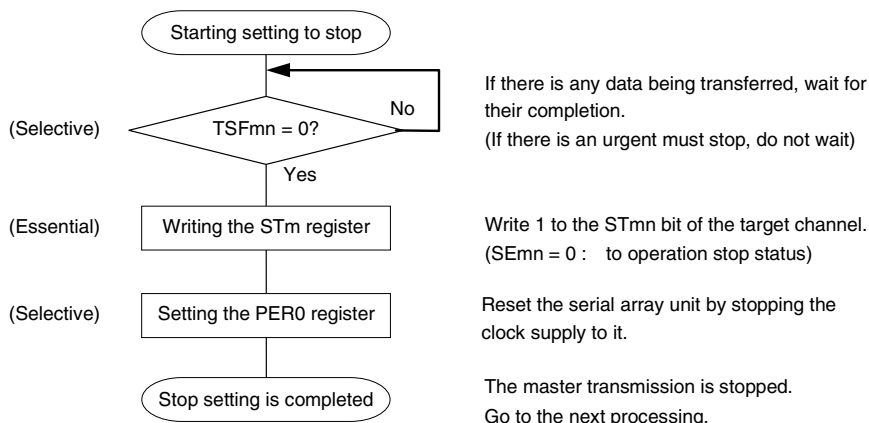 Starting setting to stop
If there is any data being transferred, wait for
their completion.
(If there is an urgent must stop, do not wait)
(Selective)
TSFmn = 0?
No
Yes
(Essential)
Writing the STm register
Write 1 to the STmn bit of the target channel.
(SEmn = 0 : to operation stop status)
(Selective)
Setting the PER0 register
Reset the serial array unit by stopping the
clock supply to it.
Stop setting is completed
The master transmission is stopped.
Go to the next processing.